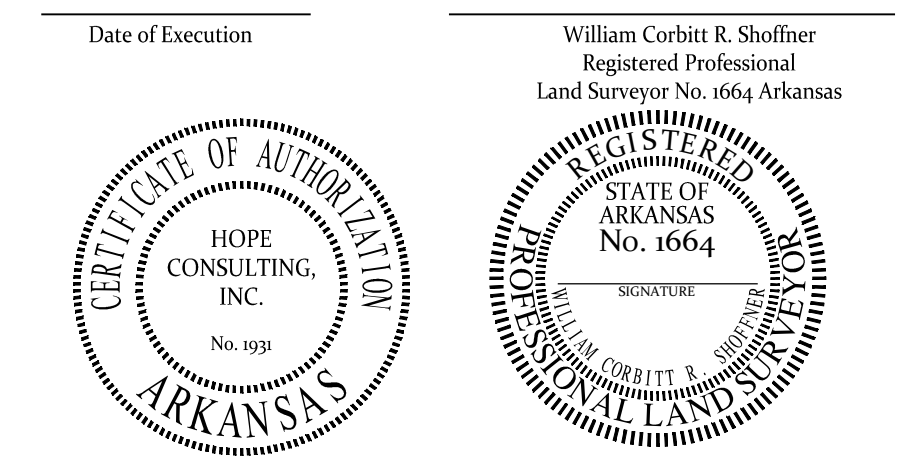 Date of Execution
William Corbitt R. Shoffner
Registered Professional
Land Surveyor No. 1664 Arkansas
CERTIFICATE OF AUTHORIZATION
HOPE
CONSULTING,
INC.
No. 1931
ARKANSAS
REGISTERED
STATE OF
ARKANSAS
No. 1664
SIGNATURE
WILLIAM CORBITT R. SHOFFNER
PROFESSIONAL LAND SURVEYOR